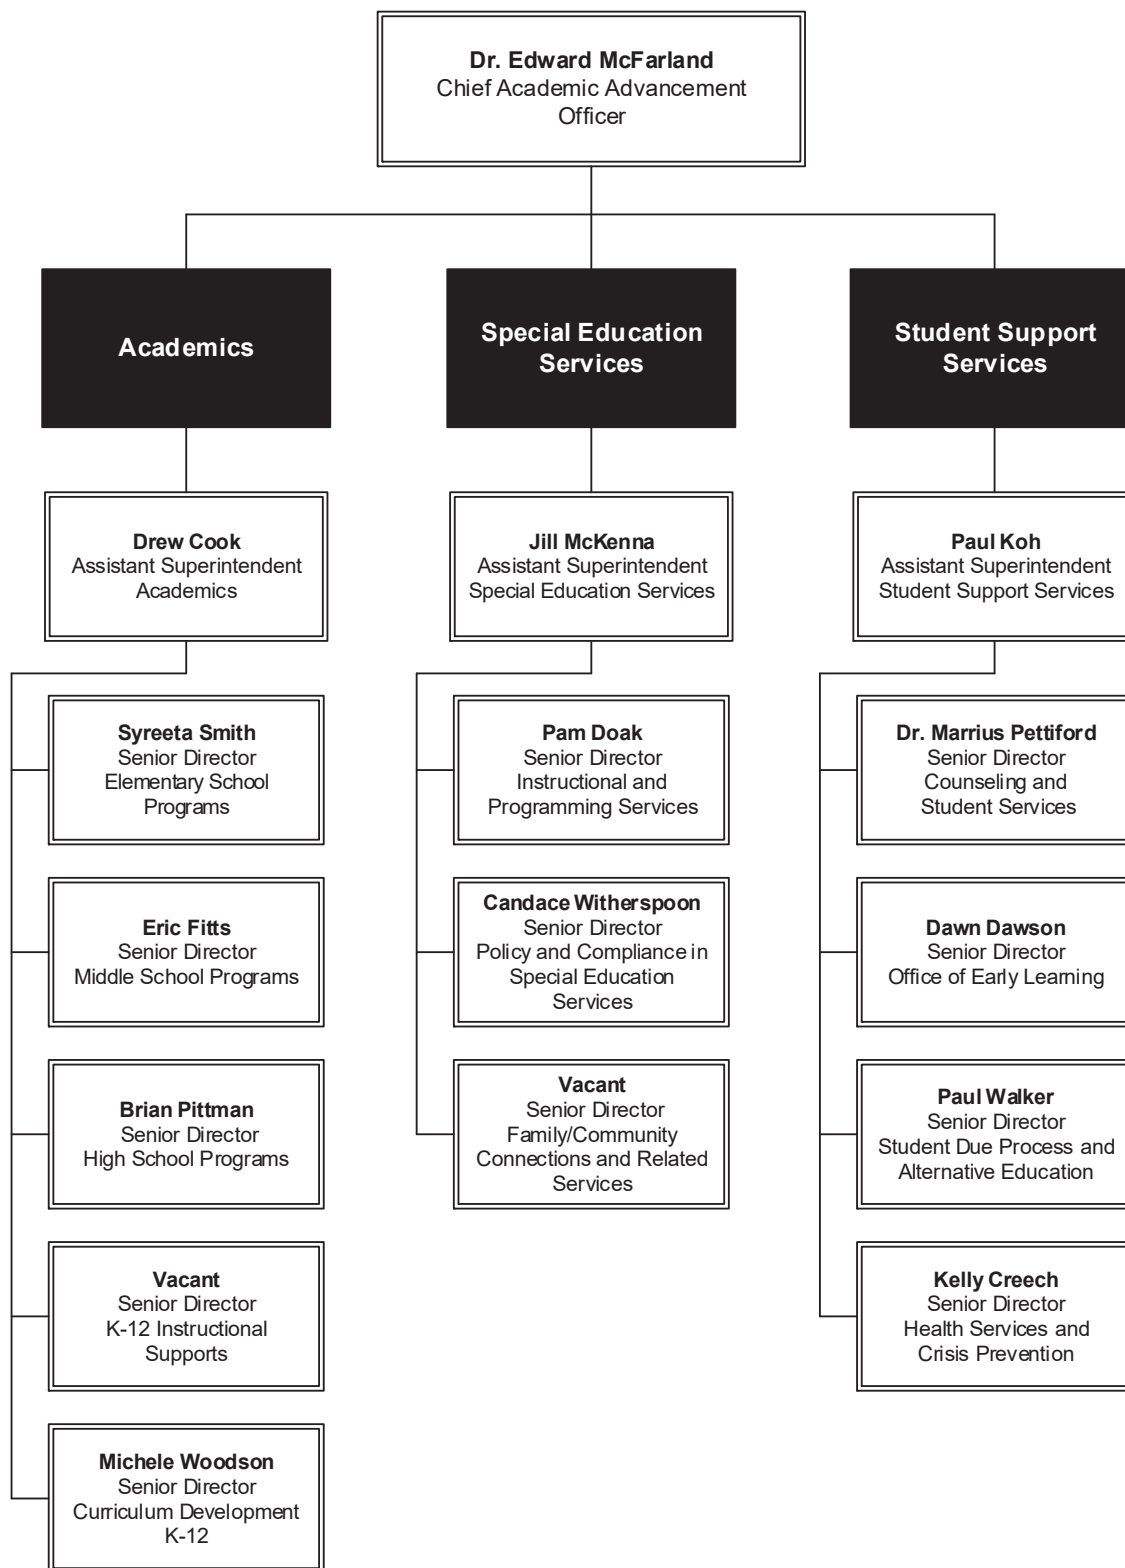 Dr. Edward McFarland
Chief Academic Advancement
Officer
Academics
Special Education
Services
Student Support
Services
Drew Cook
Assistant Superintendent
Academics
Jill McKenna
Assistant Superintendent
Special Education Services
Paul Koh
Assistant Superintendent
Student Support Services
Syreeta Smith
Senior Director
Elementary School
Programs
Pam Doak
Senior Director
Instructional and
Programming Services
Dr. Marrius Pettiford
Senior Director
Counseling and
Student Services
Eric Fitts
Senior Director
Middle School Programs
Candace Witherspoon
Senior Director
Policy and Compliance in
Special Education
Services
Dawn Dawson
Senior Director
Office of Early Learning
Brian Pittman
Senior Director
High School Programs
Vacant
Senior Director
Family/Community
Connections and Related
Services
Paul Walker
Senior Director
Student Due Process and
Alternative Education
Vacant
Senior Director
K-12 Instructional
Supports
Kelly Creech
Senior Director
Health Services and
Crisis Prevention
Michele Woodson
Senior Director
Curriculum Development
K-12